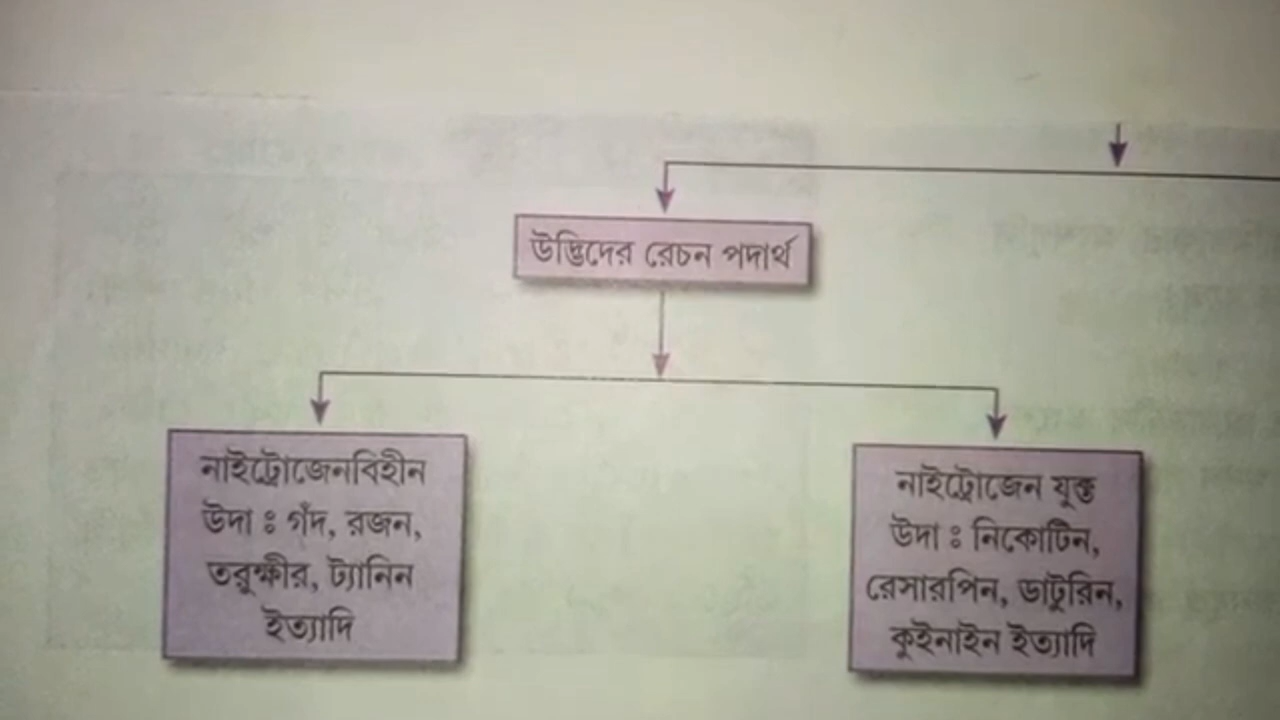 উদ্ভিদের রেচন পদার্থ
নাইট্রোজেনবিহীন
উদা ঃ গঁদ, রজন,
তরুক্ষীর, ট্যানিন
ইত্যাদি
নাইট্রোজেন যুক্ত
উদা ঃ নিকোটিন,
রেসারপিন, ডাটুরিন,
কুইনাইন ইত্যাদি